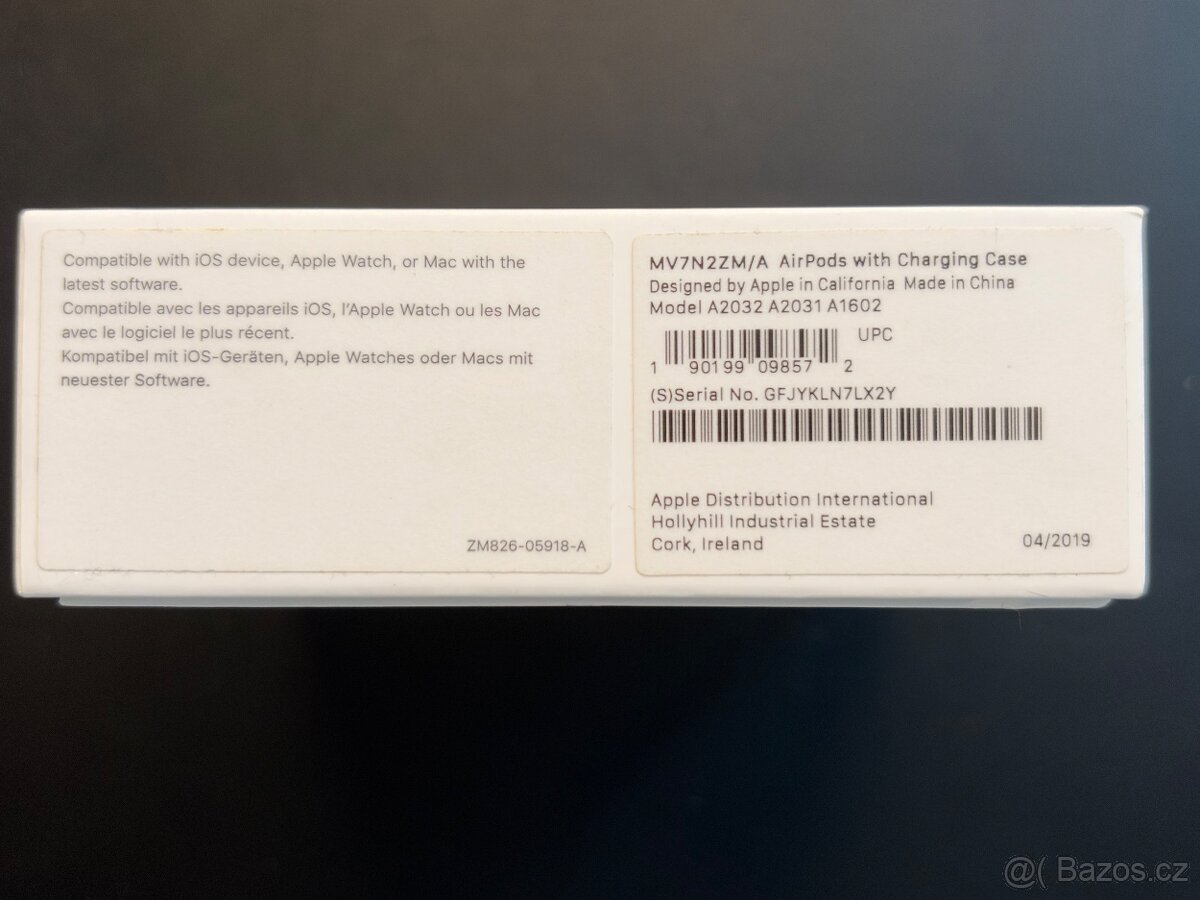 Compatible with iOS device, Apple Watch, or Mac with the
latest software.
Compatible avec les appareils iOS, l'Apple Watch ou les Mac
avec le logiciel le plus récent.
Kompatibel mit iOS-Geräten, Apple Watches oder Macs mit
neuester Software.
ZM826-05918-A
MV7N2ZM/A AirPods with Charging Case
Designed by Apple in California Made in China
Model A2032 A2031 A1602
UPC
1 90199 09857 2
(S)Serial No. GFJYKLN7LX2Y
Apple Distribution International
Hollyhill Industrial Estate
Cork, Ireland
04/2019
@( Bazos.cz